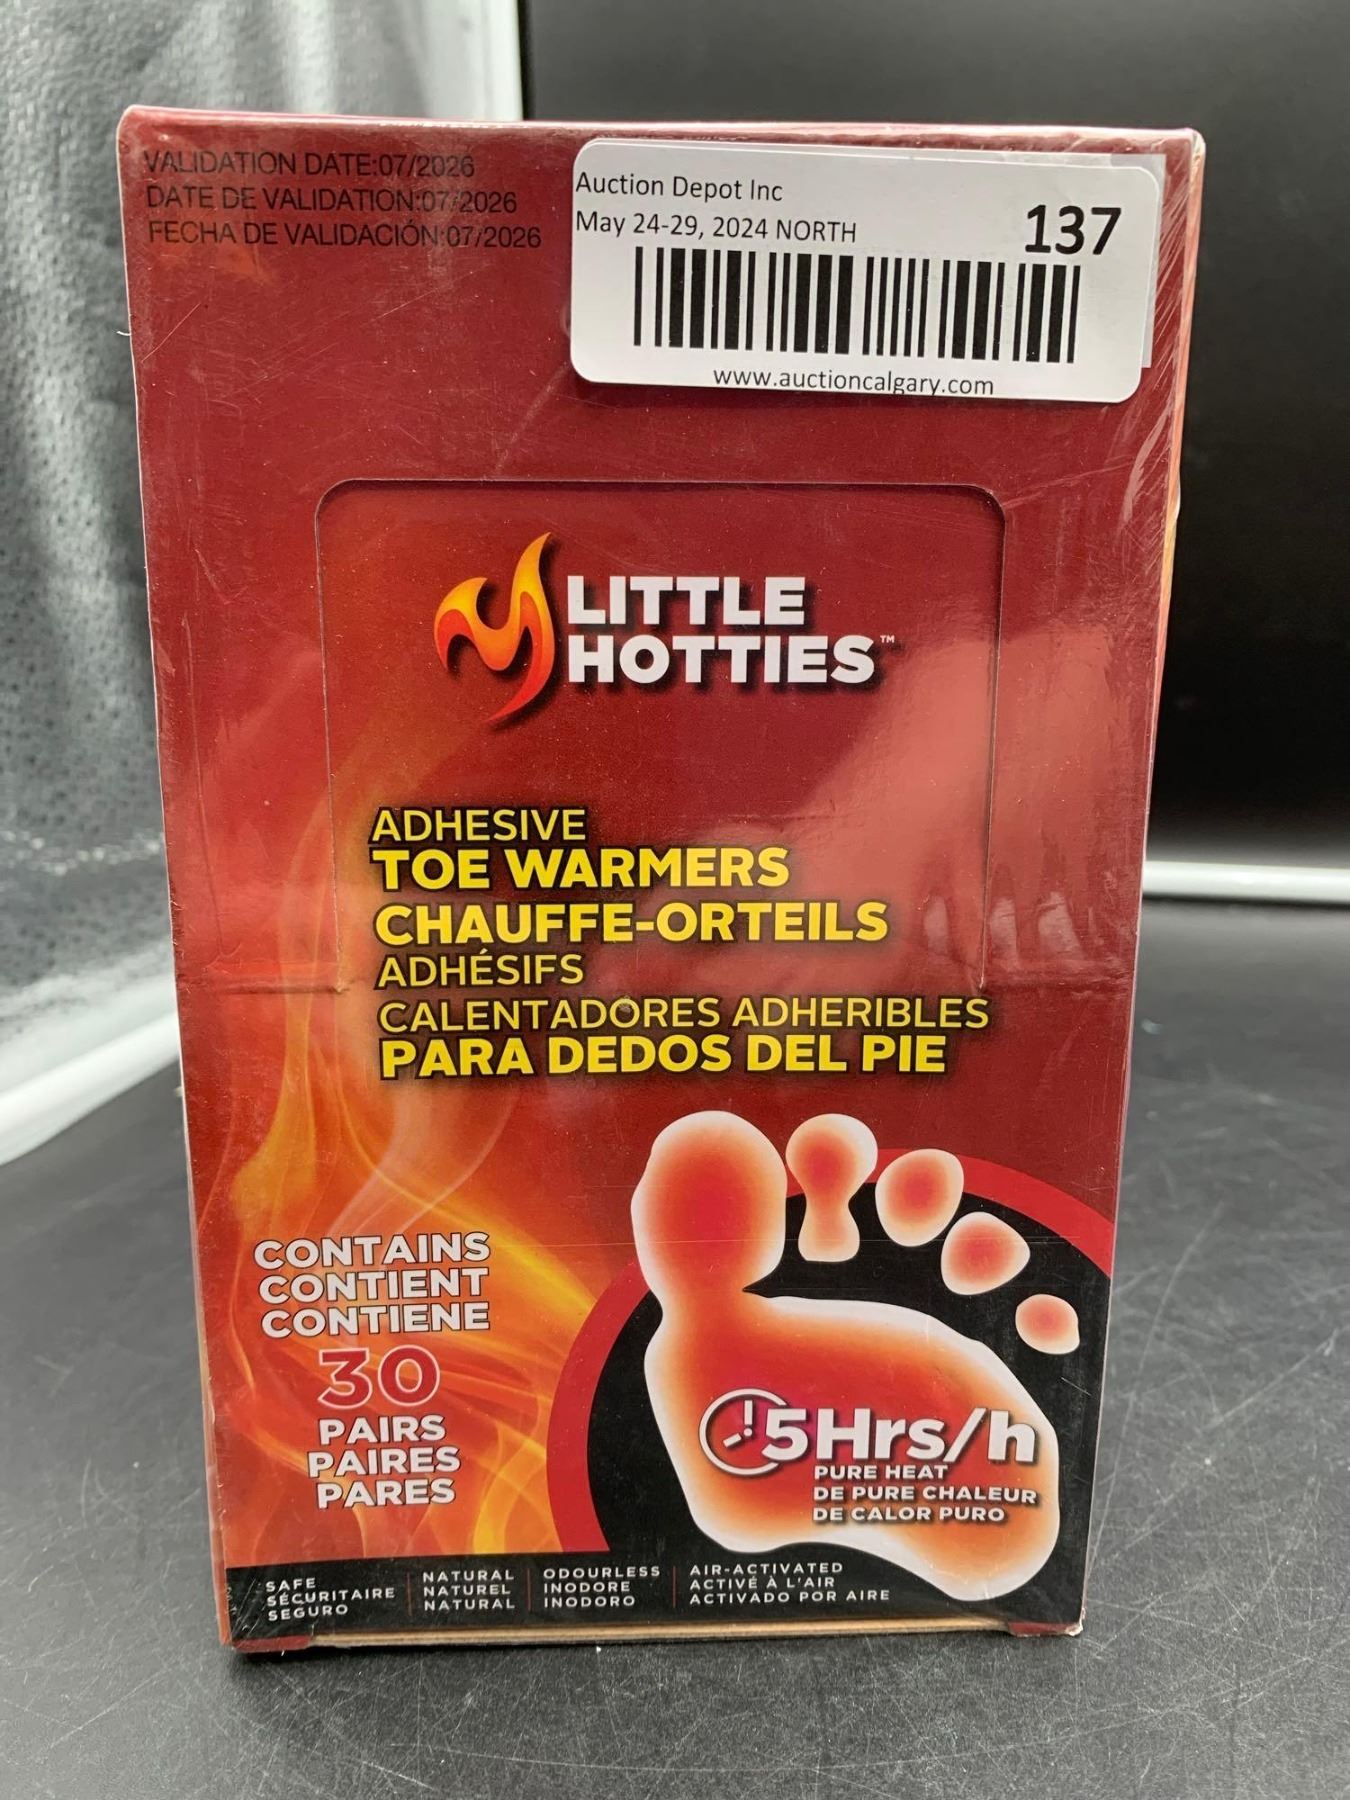 VALIDATION DATE:07/2026
DATE DE VALIDATION:07/2026
FECHA DE VALIDACIÓN:07/2026
Auction Depot Inc
May 24-29, 2024 NORTH
137
www.auctioncalgary.com
LITTLE
HOTTIES™
ADHESIVE
TOE WARMERS
CHAUFFE-ORTEILS
ADHÉSIFS
CALENTADORES ADHERIBLES
PARA DEDOS DEL PIE
CONTAINS
CONTIENT
CONTIENE
30
PAIRS
PAIRES
PARES
5Hrs/h
PURE HEAT
DE PURE CHALEUR
DE CALOR PURO
SAFE
SÉCURITAIRE
SEGURO
NATURAL
NATUREL
NATURAL
ODOURLESS
INODORE
INODORO
AIR-ACTIVATED
ACTIVÉ À L'AIR
ACTIVADO POR AIRE